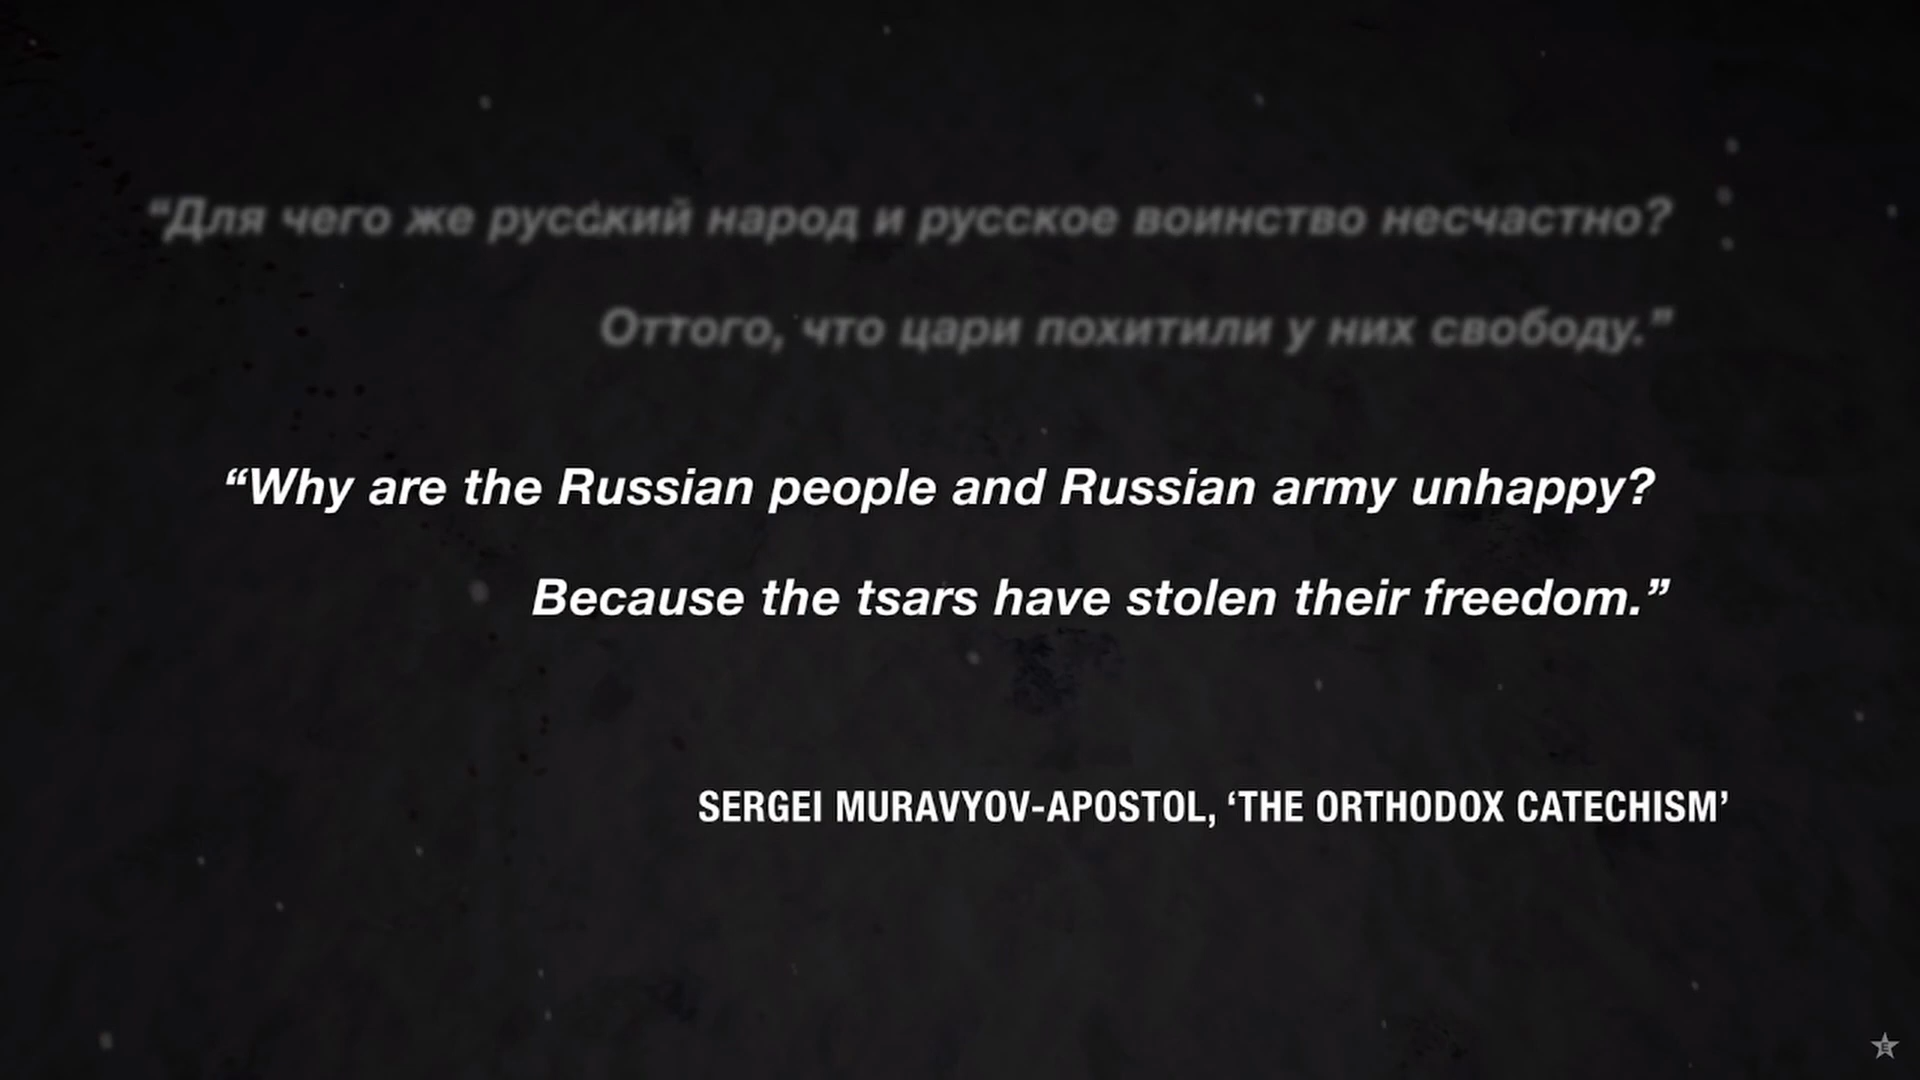 “Для чего же русский народ и русское воинство несчастно?
Оттого, что цари похитили у них свободу.”
“Why are the Russian people and Russian army unhappy?
Because the tsars have stolen their freedom.”
SERGEI MURAVYOV-APOSTOL, ‘THE ORTHODOX CATECHISM’
E